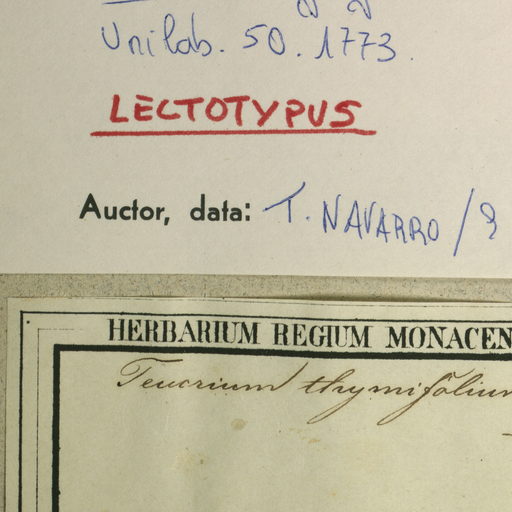 Unilab. 50. 1773.
LECTOTYPUS
Auctor, data: T. NAVARRO / 9
HERBARIUM REGIUM MONACEN
Teucrium thymifolium